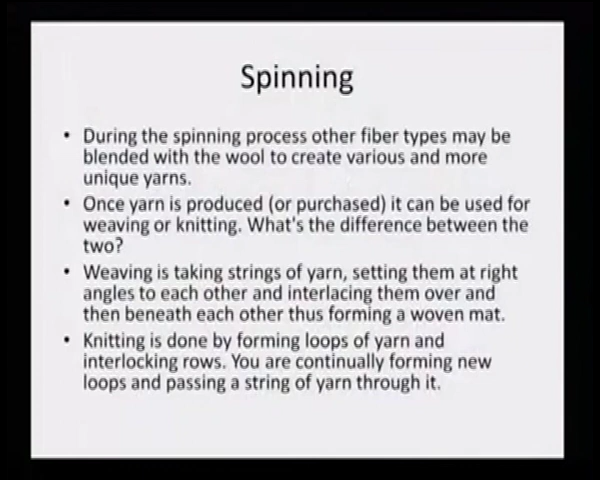 Spinning
• During the spinning process other fiber types may be
blended with the wool to create various and more
unique yarns.
• Once yarn is produced (or purchased) it can be used for
weaving or knitting. What's the difference between the
two?
• Weaving is taking strings of yarn, setting them at right
angles to each other and interlacing them over and
then beneath each other thus forming a woven mat.
• Knitting is done by forming loops of yarn and
interlocking rows. You are continually forming new
loops and passing a string of yarn through it.